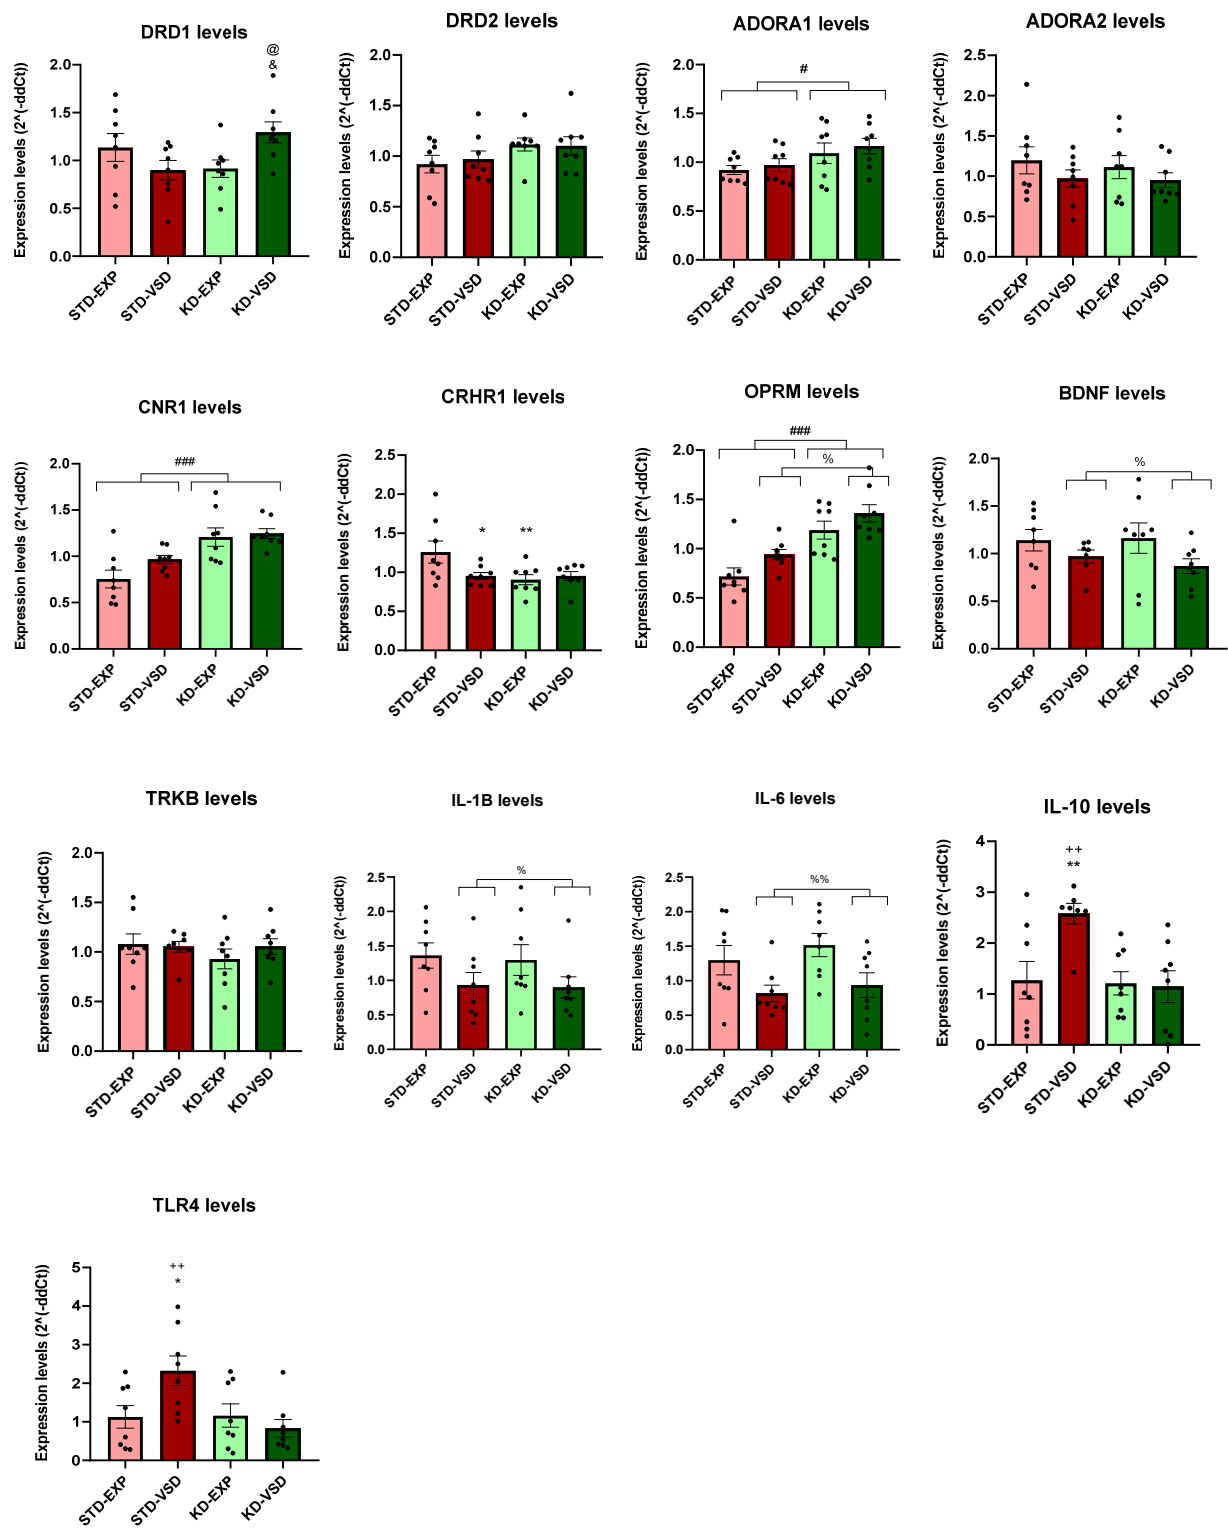 DRD1 levels
@
&
Expression levels (2^(-ddCt))
2.0
1.5
1.0
0.5
0.0
STD-EXP
STD-VSD
KD-EXP
KD-VSD
DRD2 levels
Expression levels (2^(-ddCt))
2.0
1.5
1.0
0.5
0.0
STD-EXP
STD-VSD
KD-EXP
KD-VSD
ADORA1 levels
#
Expression levels (2^(-ddCt))
2.0
1.5
1.0
0.5
0.0
STD-EXP
STD-VSD
KD-EXP
KD-VSD
ADORA2 levels
Expression levels (2^(-ddCt))
2.5
2.0
1.5
1.0
0.5
0.0
STD-EXP
STD-VSD
KD-EXP
KD-VSD
CNR1 levels
###
Expression levels (2^(-ddCt))
2.0
1.5
1.0
0.5
0.0
STD-EXP
STD-VSD
KD-EXP
KD-VSD
CRHR1 levels
*
**
Expression levels (2^(-ddCt))
2.5
2.0
1.5
1.0
0.5
0.0
STD-EXP
STD-VSD
KD-EXP
KD-VSD
OPRM levels
###
%
Expression levels (2^(-ddCt))
2.0
1.5
1.0
0.5
0.0
STD-EXP
STD-VSD
KD-EXP
KD-VSD
BDNF levels
%
Expression levels (2^(-ddCt))
2.0
1.5
1.0
0.5
0.0
STD-EXP
STD-VSD
KD-EXP
KD-VSD
TRKB levels
Expression levels (2^(-ddCt))
2.0
1.5
1.0
0.5
0.0
STD-EXP
STD-VSD
KD-EXP
KD-VSD
IL-1B levels
%
Expression levels (2^(-ddCt))
2.5
2.0
1.5
1.0
0.5
0.0
STD-EXP
STD-VSD
KD-EXP
KD-VSD
IL-6 levels
%%
Expression levels (2^(-ddCt))
2.5
2.0
1.5
1.0
0.5
0.0
STD-EXP
STD-VSD
KD-EXP
KD-VSD
IL-10 levels
++
**
Expression levels (2^(-ddCt))
4
3
2
1
0
STD-EXP
STD-VSD
KD-EXP
KD-VSD
TLR4 levels
++
*
Expression levels (2^(-ddCt))
5
4
3
2
1
0
STD-EXP
STD-VSD
KD-EXP
KD-VSD